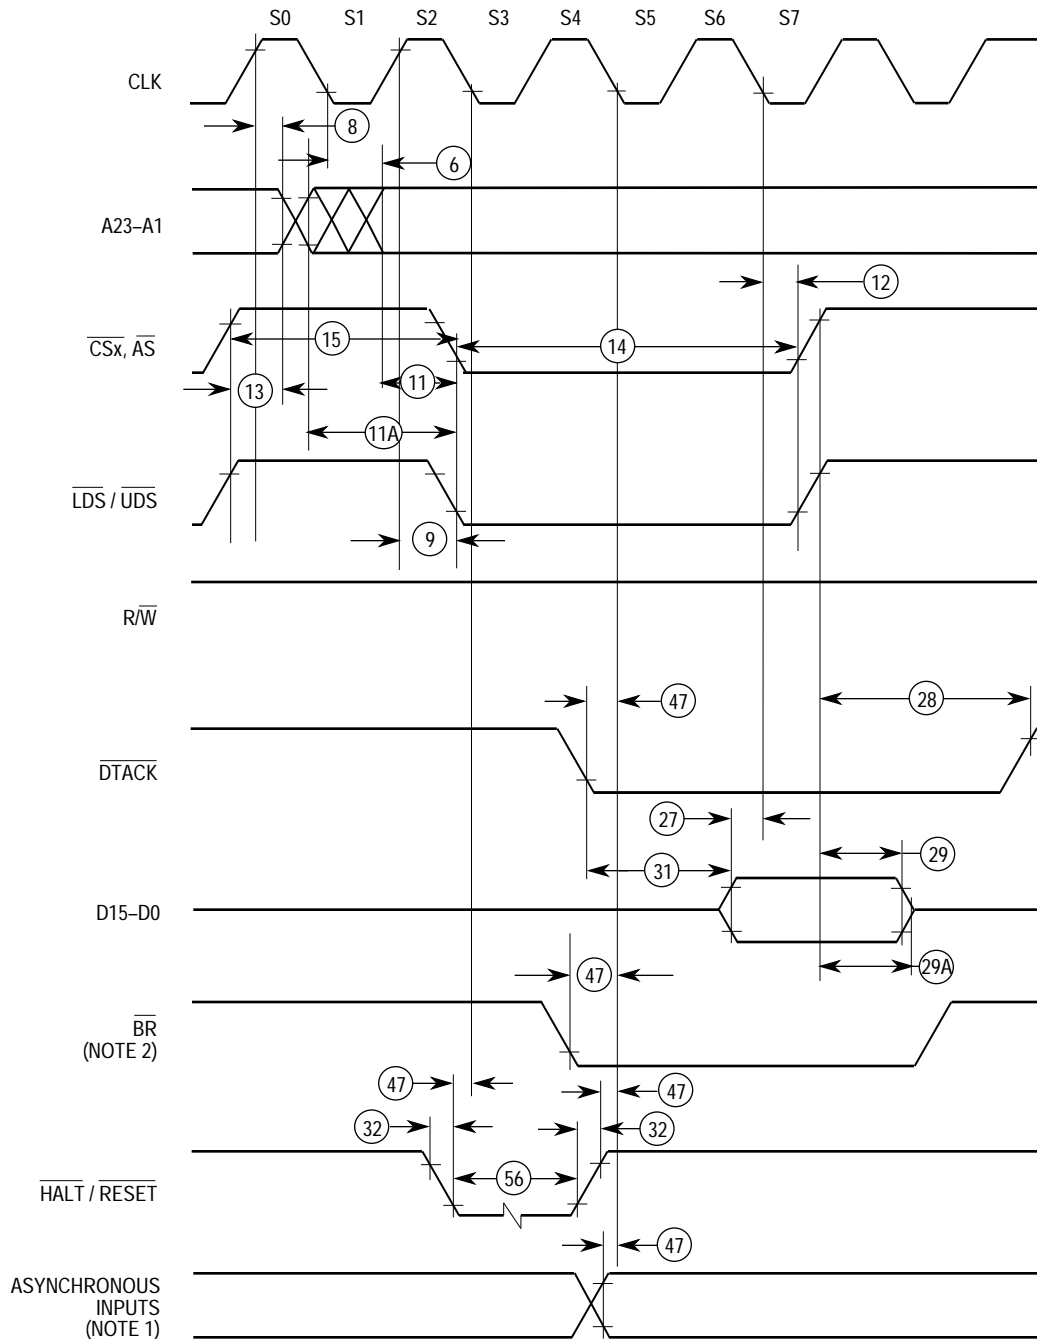 S0 S1 S2 S3 S4 S5 S6 S7
CLK
8
6
A23–A1
12
CSx, AS
15
14
13
11
11A
LDS / UDS
9
R/W
47
28
DTACK
27
29
31
D15–D0
47
29A
BR
(NOTE 2)
47
47
32
32
HALT / RESET
56
47
ASYNCHRONOUS
INPUTS
(NOTE 1)